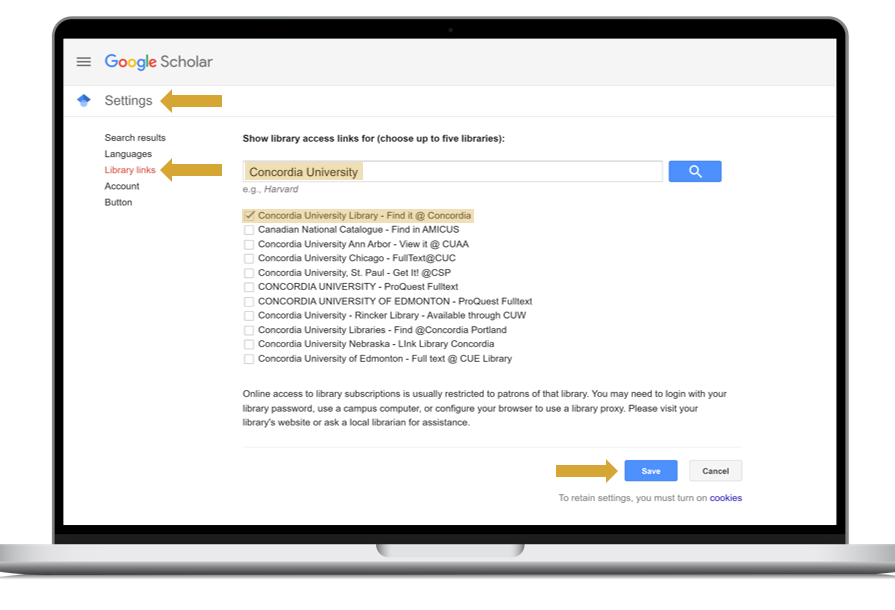 Google Scholar
Settings
Search results
Languages
Library links
Account
Button
Show library access links for (choose up to five libraries):
Concordia University
e.g., Harvard
Concordia University Library - Find it @ Concordia
Canadian National Catalogue - Find in AMICUS
Concordia University Ann Arbor - View it @ CUAA
Concordia University Chicago - FullText@CUC
Concordia University, St. Paul - Get It! @CSP
CONCORDIA UNIVERSITY - ProQuest Fulltext
CONCORDIA UNIVERSITY OF EDMONTON - ProQuest Fulltext
Concordia University - Rincker Library - Available through CUW
Concordia University Libraries - Find @Concordia Portland
Concordia University Nebraska - LInk Library Concordia
Concordia University of Edmonton - Full text @ CUE Library
Online access to library subscriptions is usually restricted to patrons of that library. You may need to login with your
library password, use a campus computer, or configure your browser to use a library proxy. Please visit your
library's website or ask a local librarian for assistance.
Save Cancel
To retain settings, you must turn on cookies